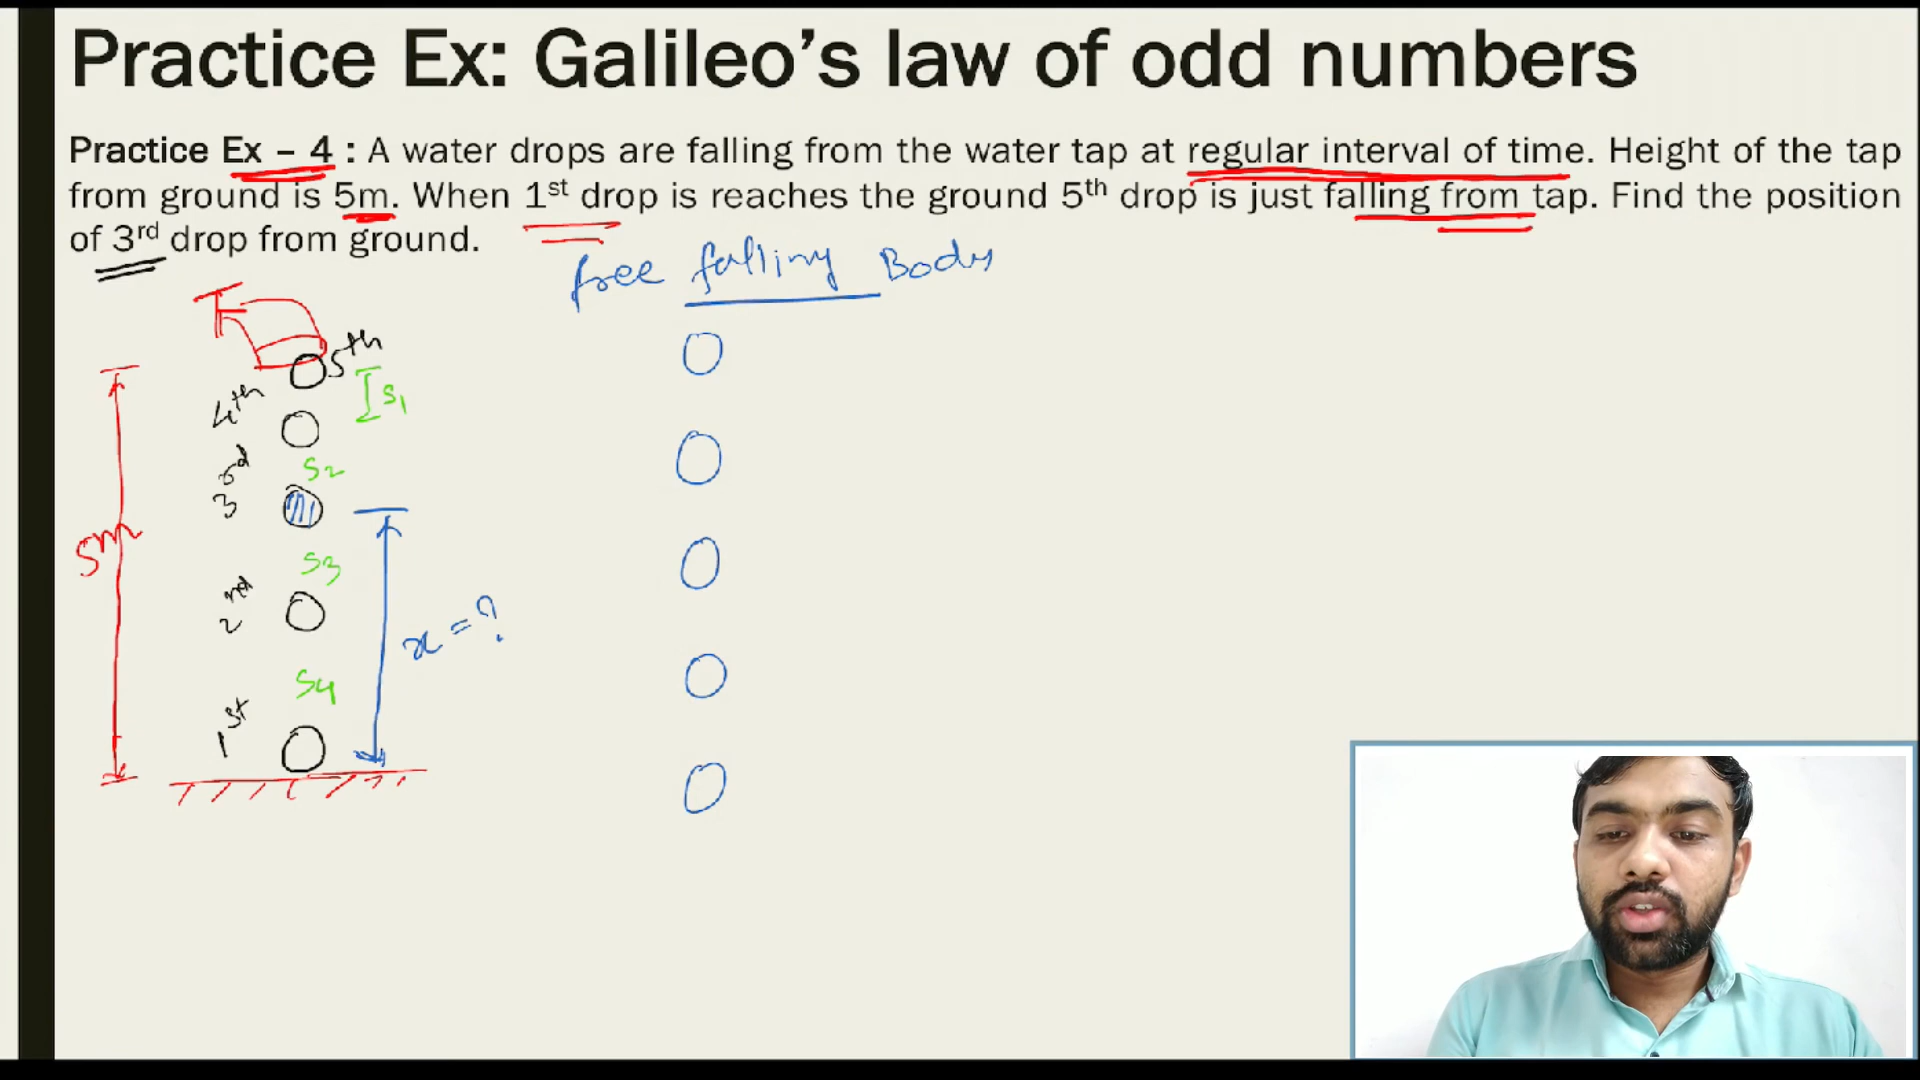 Practice Ex: Galileo’s law of odd numbers
Practice Ex – 4 : A water drops are falling from the water tap at regular interval of time. Height of the tap
from ground is 5m. When 1st drop is reaches the ground 5th drop is just falling from tap. Find the position
of 3rd drop from ground.
free falling Body
5th
4th
S1
3rd
S2
5m
S3
2nd
x = ?
S4
1st